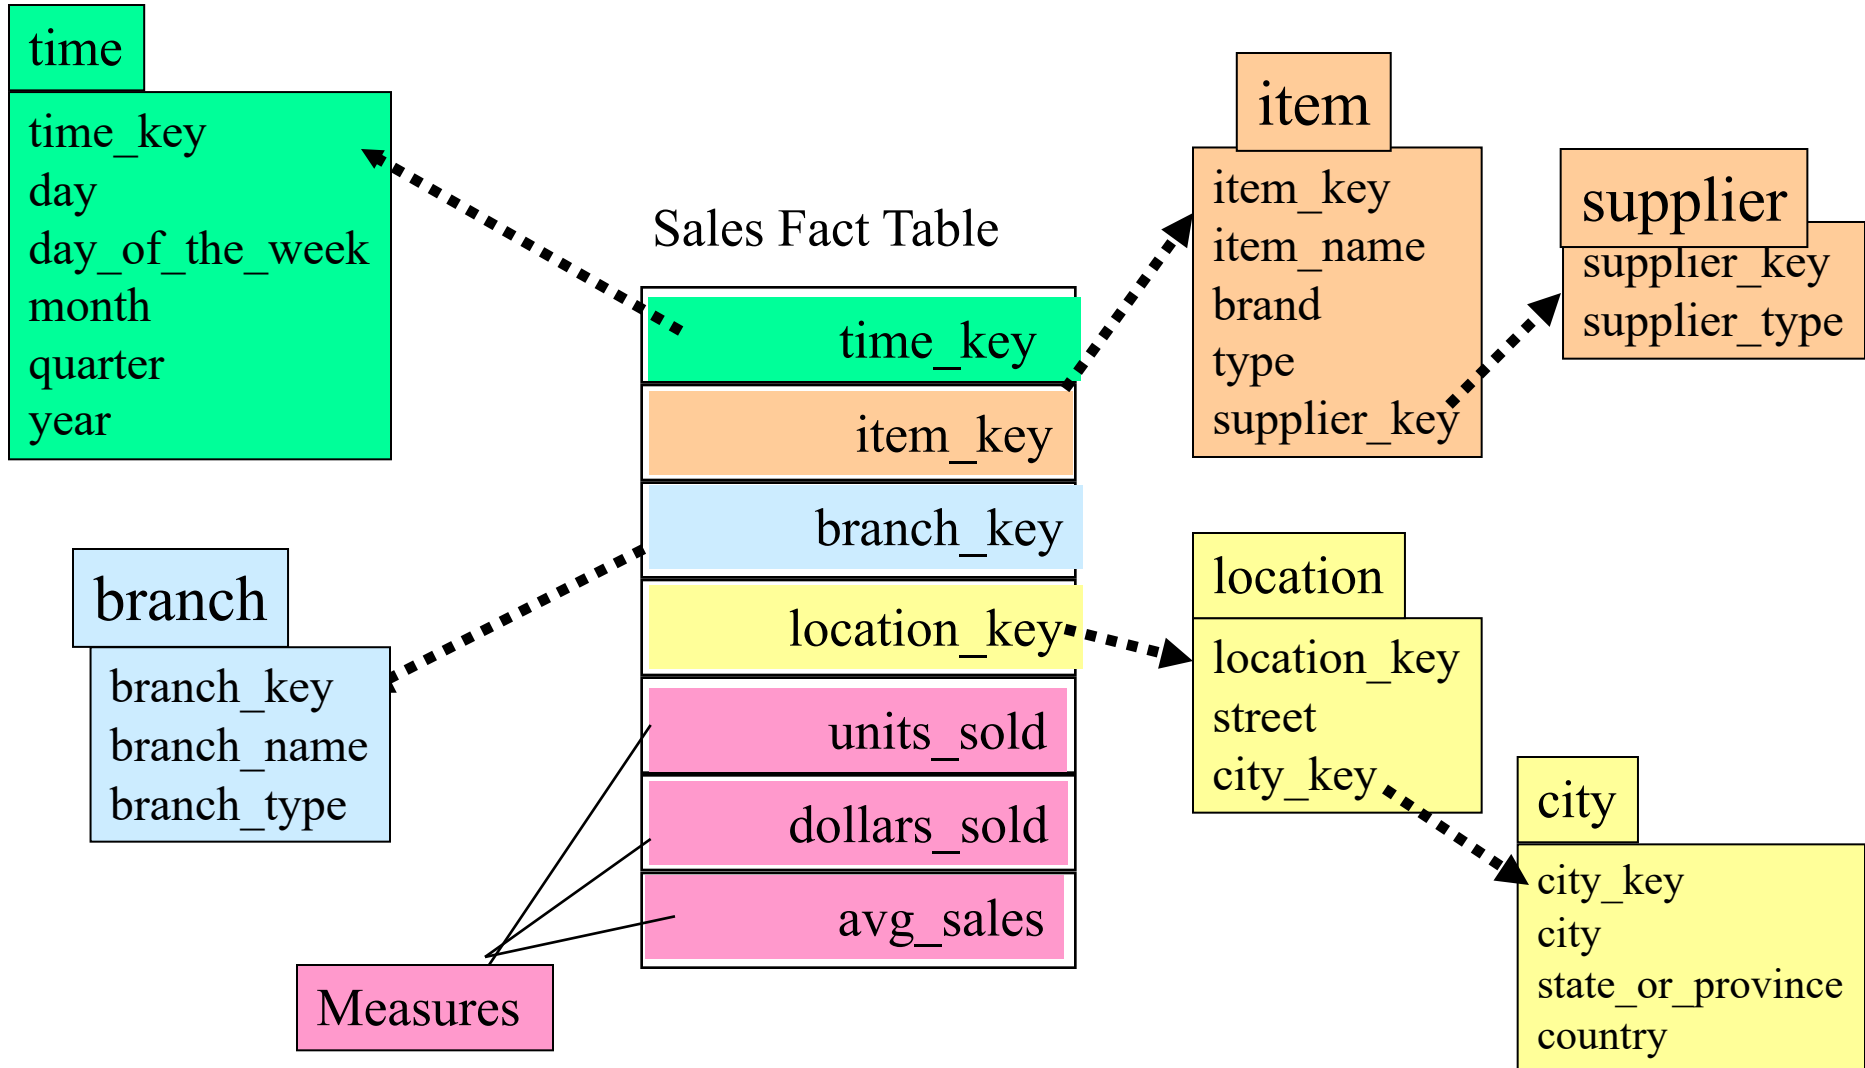 time
time_key
day
day_of_the_week
month
quarter
year
branch
branch_key
branch_name
branch_type
Sales Fact Table
time_key
item_key
branch_key
location_key
units_sold
dollars_sold
avg_sales
Measures
item
item_key
item_name
brand
type
supplier_key
supplier
supplier_key
supplier_type
location
location_key
street
city_key
city
city_key
city
state_or_province
country